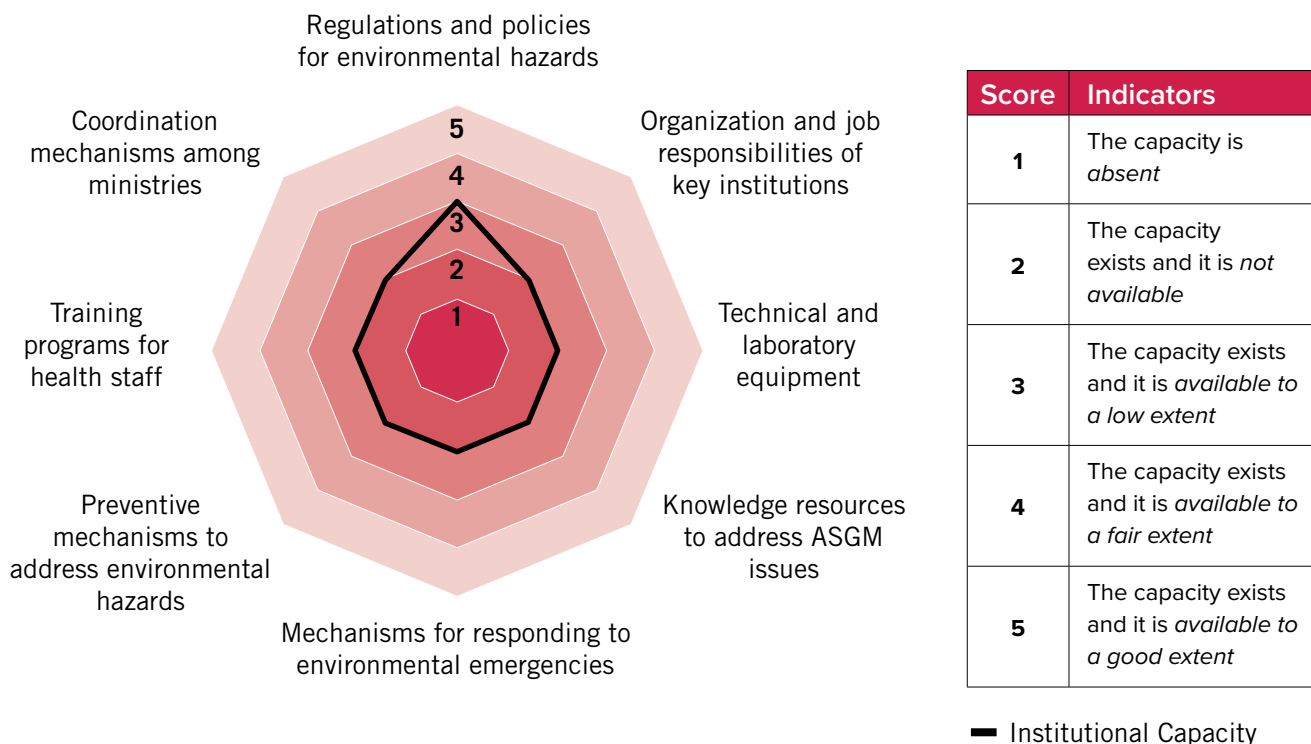 Regulations and policies
for environmental hazards
Coordination
mechanisms among
ministries
Organization and job
responsibilities of
key institutions
5
4
3
2
1
Training
programs for
health staff
Technical and
laboratory
equipment
Preventive
mechanisms to
address environmental
hazards
Knowledge resources
to address ASGM
issues
Mechanisms for responding to
environmental emergencies
Score Indicators
1 The capacity is
absent
2 The capacity
exists and it is not
available
3 The capacity exists
and it is available to
a low extent
4 The capacity exists
and it is available to
a fair extent
5 The capacity exists
and it is available to
a good extent
Institutional Capacity